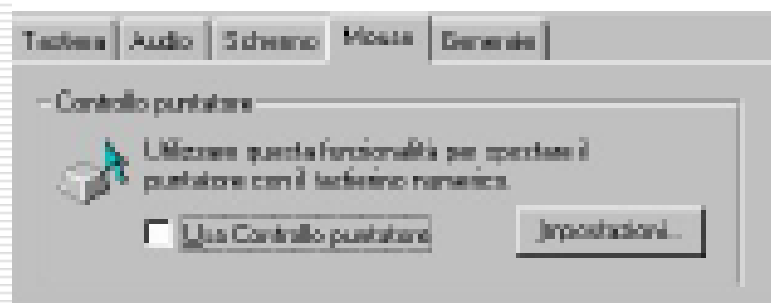 Tastiera Audio Schermo Mouse Generale
Controllo puntatore
Utilizzare questa funzionalità per spostare il
puntatore con il tastierino numerico.
Usa Controllo puntatore
Impostazioni...